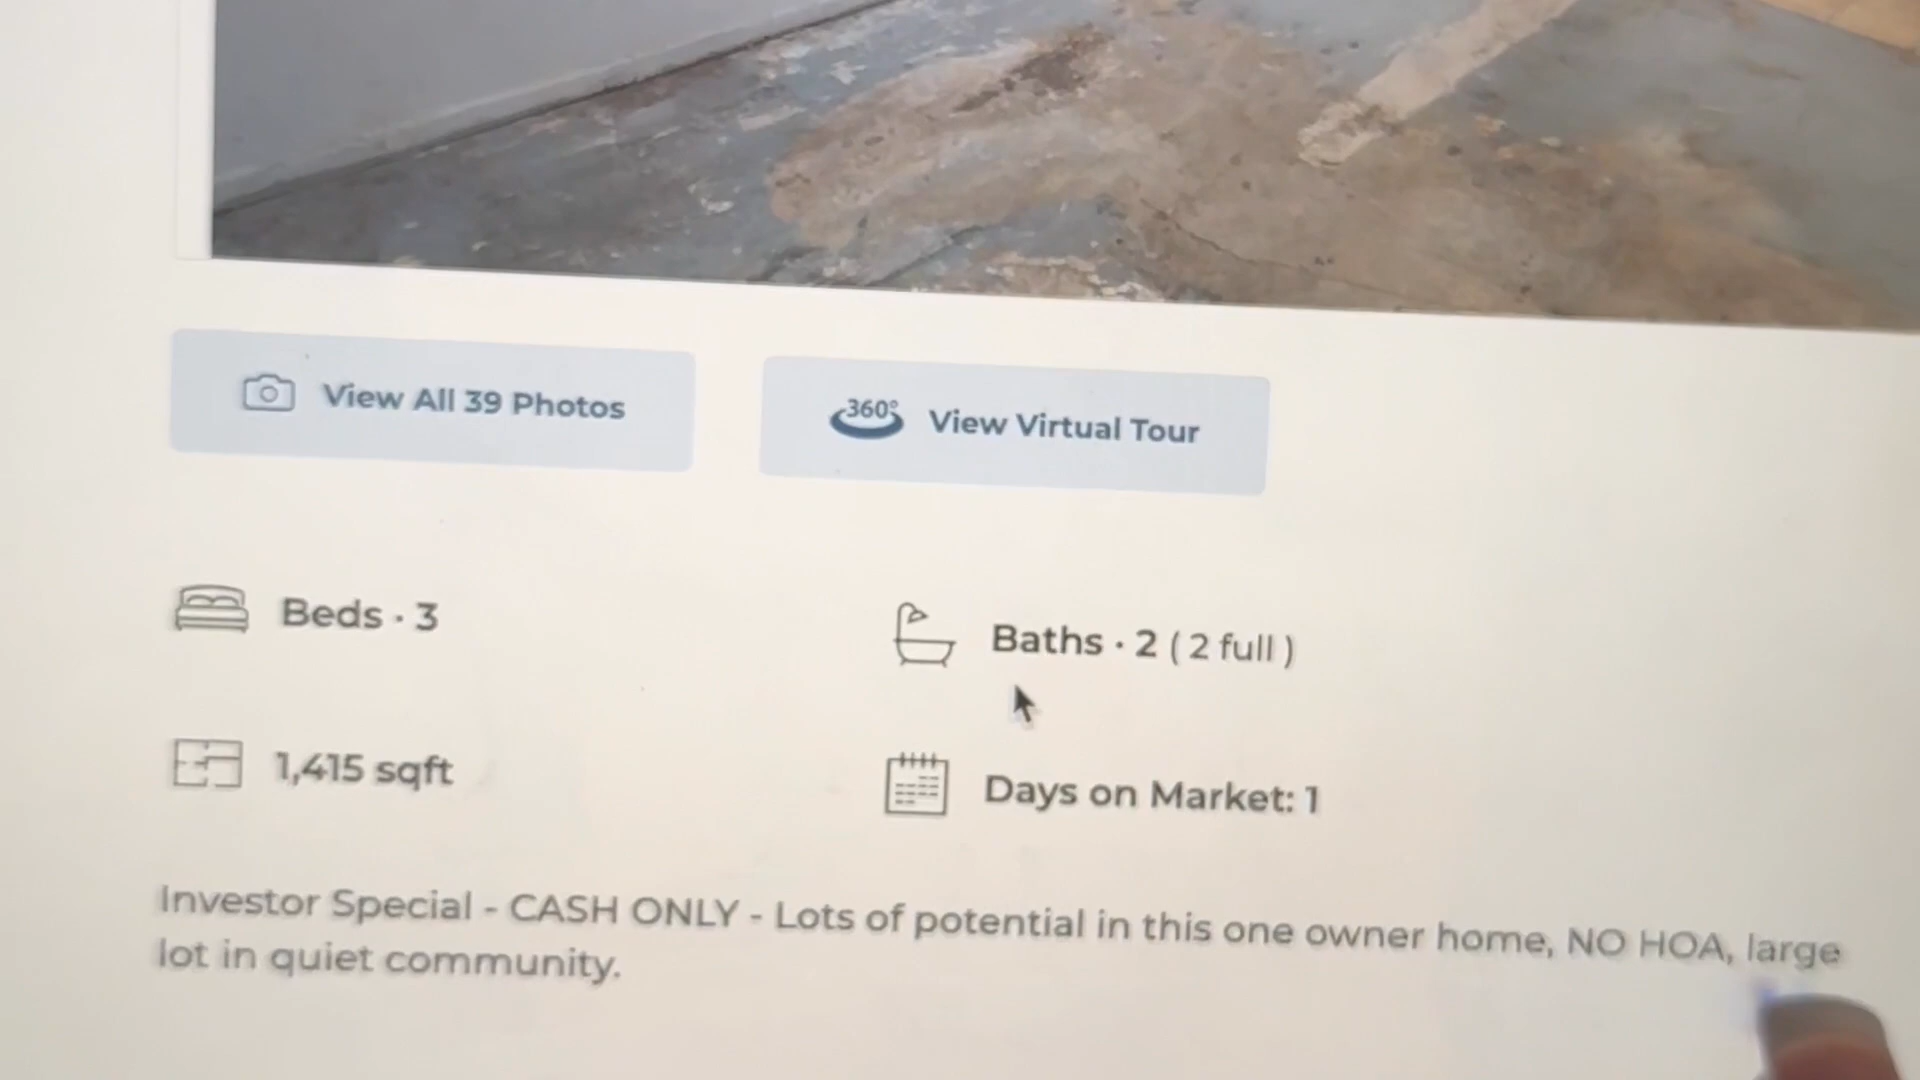 View All 39 Photos
360° View Virtual Tour
Beds · 3
Baths · 2 ( 2 full )
1,415 sqft
Days on Market: 1
Investor Special - CASH ONLY - Lots of potential in this one owner home, NO HOA, large
lot in quiet community.